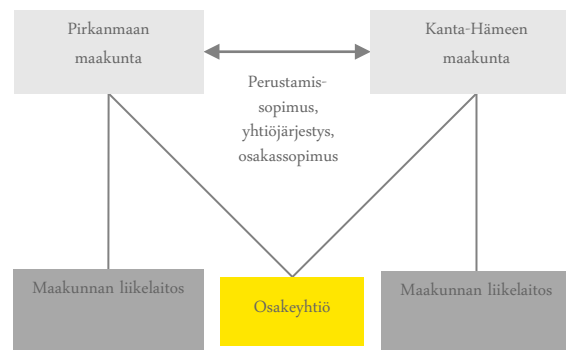 Pirkanmaan
maakunta
Kanta-Hämeen
maakunta
Perustamis-
sopimus,
yhtiöjärjestys,
osakassopimus
Maakunnan liikelaitos
Osakeyhtiö
Maakunnan liikelaitos